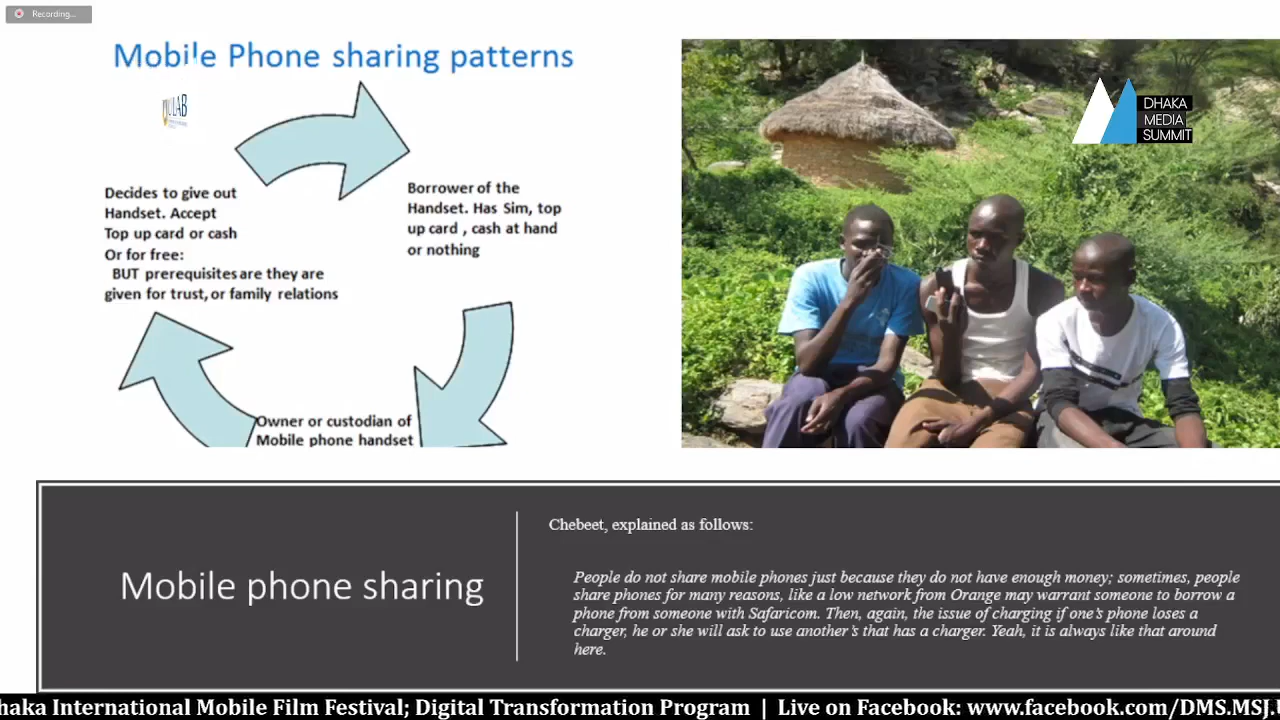 Recording...
Mobile Phone sharing patterns
ULAB
DHAKA
MEDIA
SUMMIT
Decides to give out
Handset. Accept
Top up card or cash
Or for free:
BUT prerequisites are they are
given for trust, or family relations
Borrower of the
Handset. Has Sim, top
up card , cash at hand
or nothing
Owner or custodian of
Mobile phone handset
Mobile phone sharing
Chebeet, explained as follows:
People do not share mobile phones just because they do not have enough money; sometimes, people
share phones for many reasons, like a low network from Orange may warrant someone to borrow a
phone from someone with Safaricom. Then, again, the issue of charging if one's phone loses a
charger, he or she will ask to use another's that has a charger. Yeah, it is always like that around
here.
haka International Mobile Film Festival; Digital Transformation Program | Live on Facebook: www.facebook.com/DMS.MSJ.